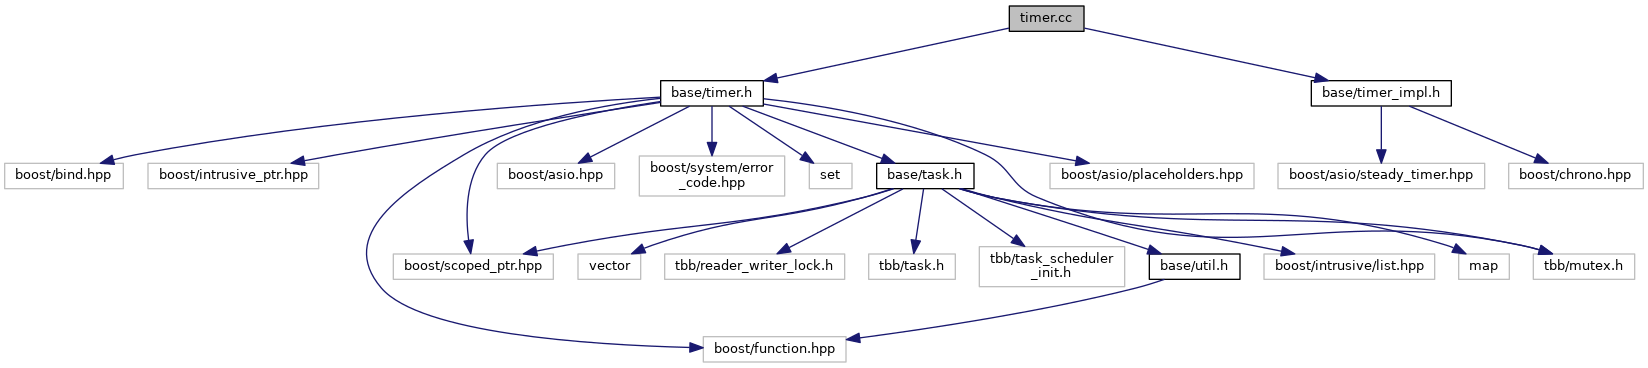 timer.cc
base/timer.h
base/timer_impl.h
boost/bind.hpp
boost/intrusive_ptr.hpp
boost/asio.hpp
boost/system/error
_code.hpp
set
base/task.h
boost/asio/placeholders.hpp
boost/asio/steady_timer.hpp
boost/chrono.hpp
boost/scoped_ptr.hpp
vector
tbb/reader_writer_lock.h
tbb/task.h
tbb/task_scheduler
_init.h
base/util.h
boost/intrusive/list.hpp
map
tbb/mutex.h
boost/function.hpp